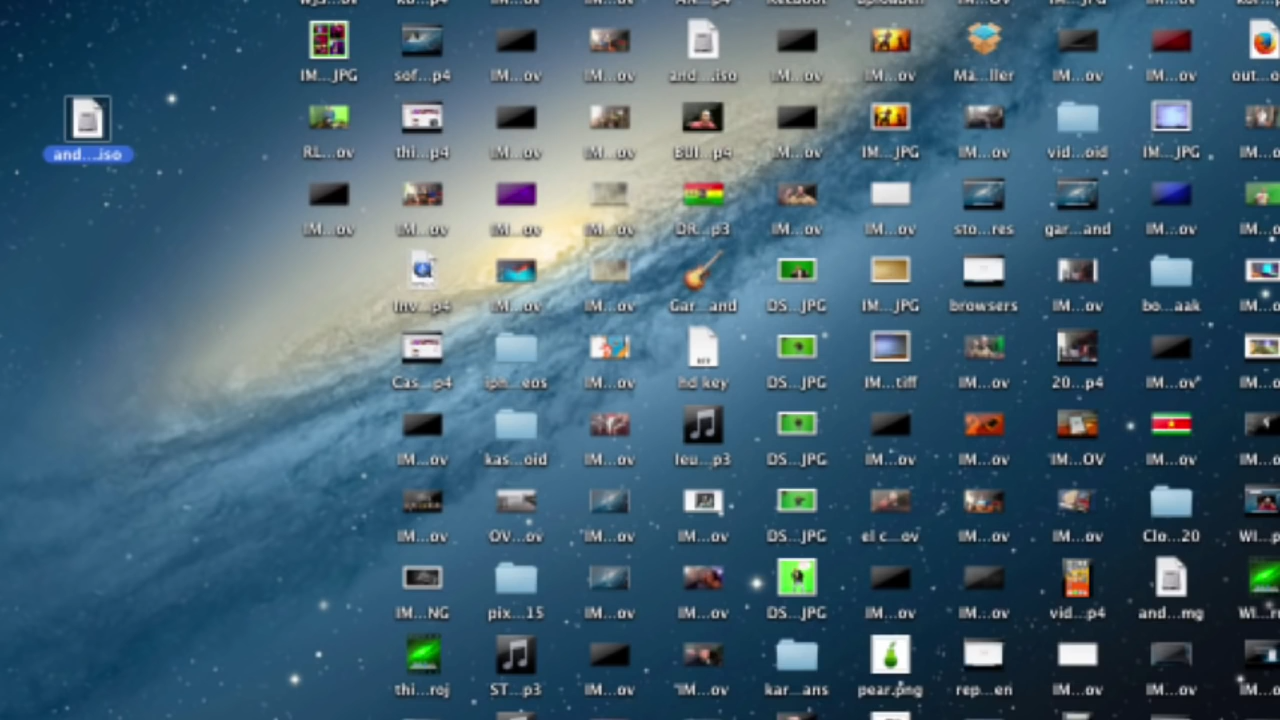 IM...JPG sof...p4 IM...ov IM...ov and....iso IM...ov IM...ov Ma...ller IM...ov IM...ov out...o
and....iso
RL...ov thi...p4 IM...ov IM...ov BUI...p4 IM...ov IM...JPG IM...ov vid...oid IM...JPG IM...o
IM...ov IM...ov IM...ov IM...ov DR...p3 IM...ov IM...ov sto...res gar...and IM...ov IM...o
Inv...p4 IM...ov IM...ov Gar...and DS...JPG IM...JPG browsers IM...ov bo...aak IM...o
Cas...p4 iph...eos IM...ov hd key DS...JPG IM...tiff IM...ov 20...p4 IM...ov IM...o
IM...ov kas...oid IM...ov leu...p3 DS...JPG IM...ov IM...ov IM...OV IM...ov IM...o
IM...ov OV...ov IM...ov IM...ov DS...JPG el c...ov IM...ov IM...ov Clo...20 WI...p
IM...NG pix...15 IM...ov IM...ov DS...JPG IM...ov IM...ov vid...p4 and...mg
thi...roj ST...p3 IM...ov IM...ov kar...ans pear.png rep...en IM...ov IM...ov IM...o